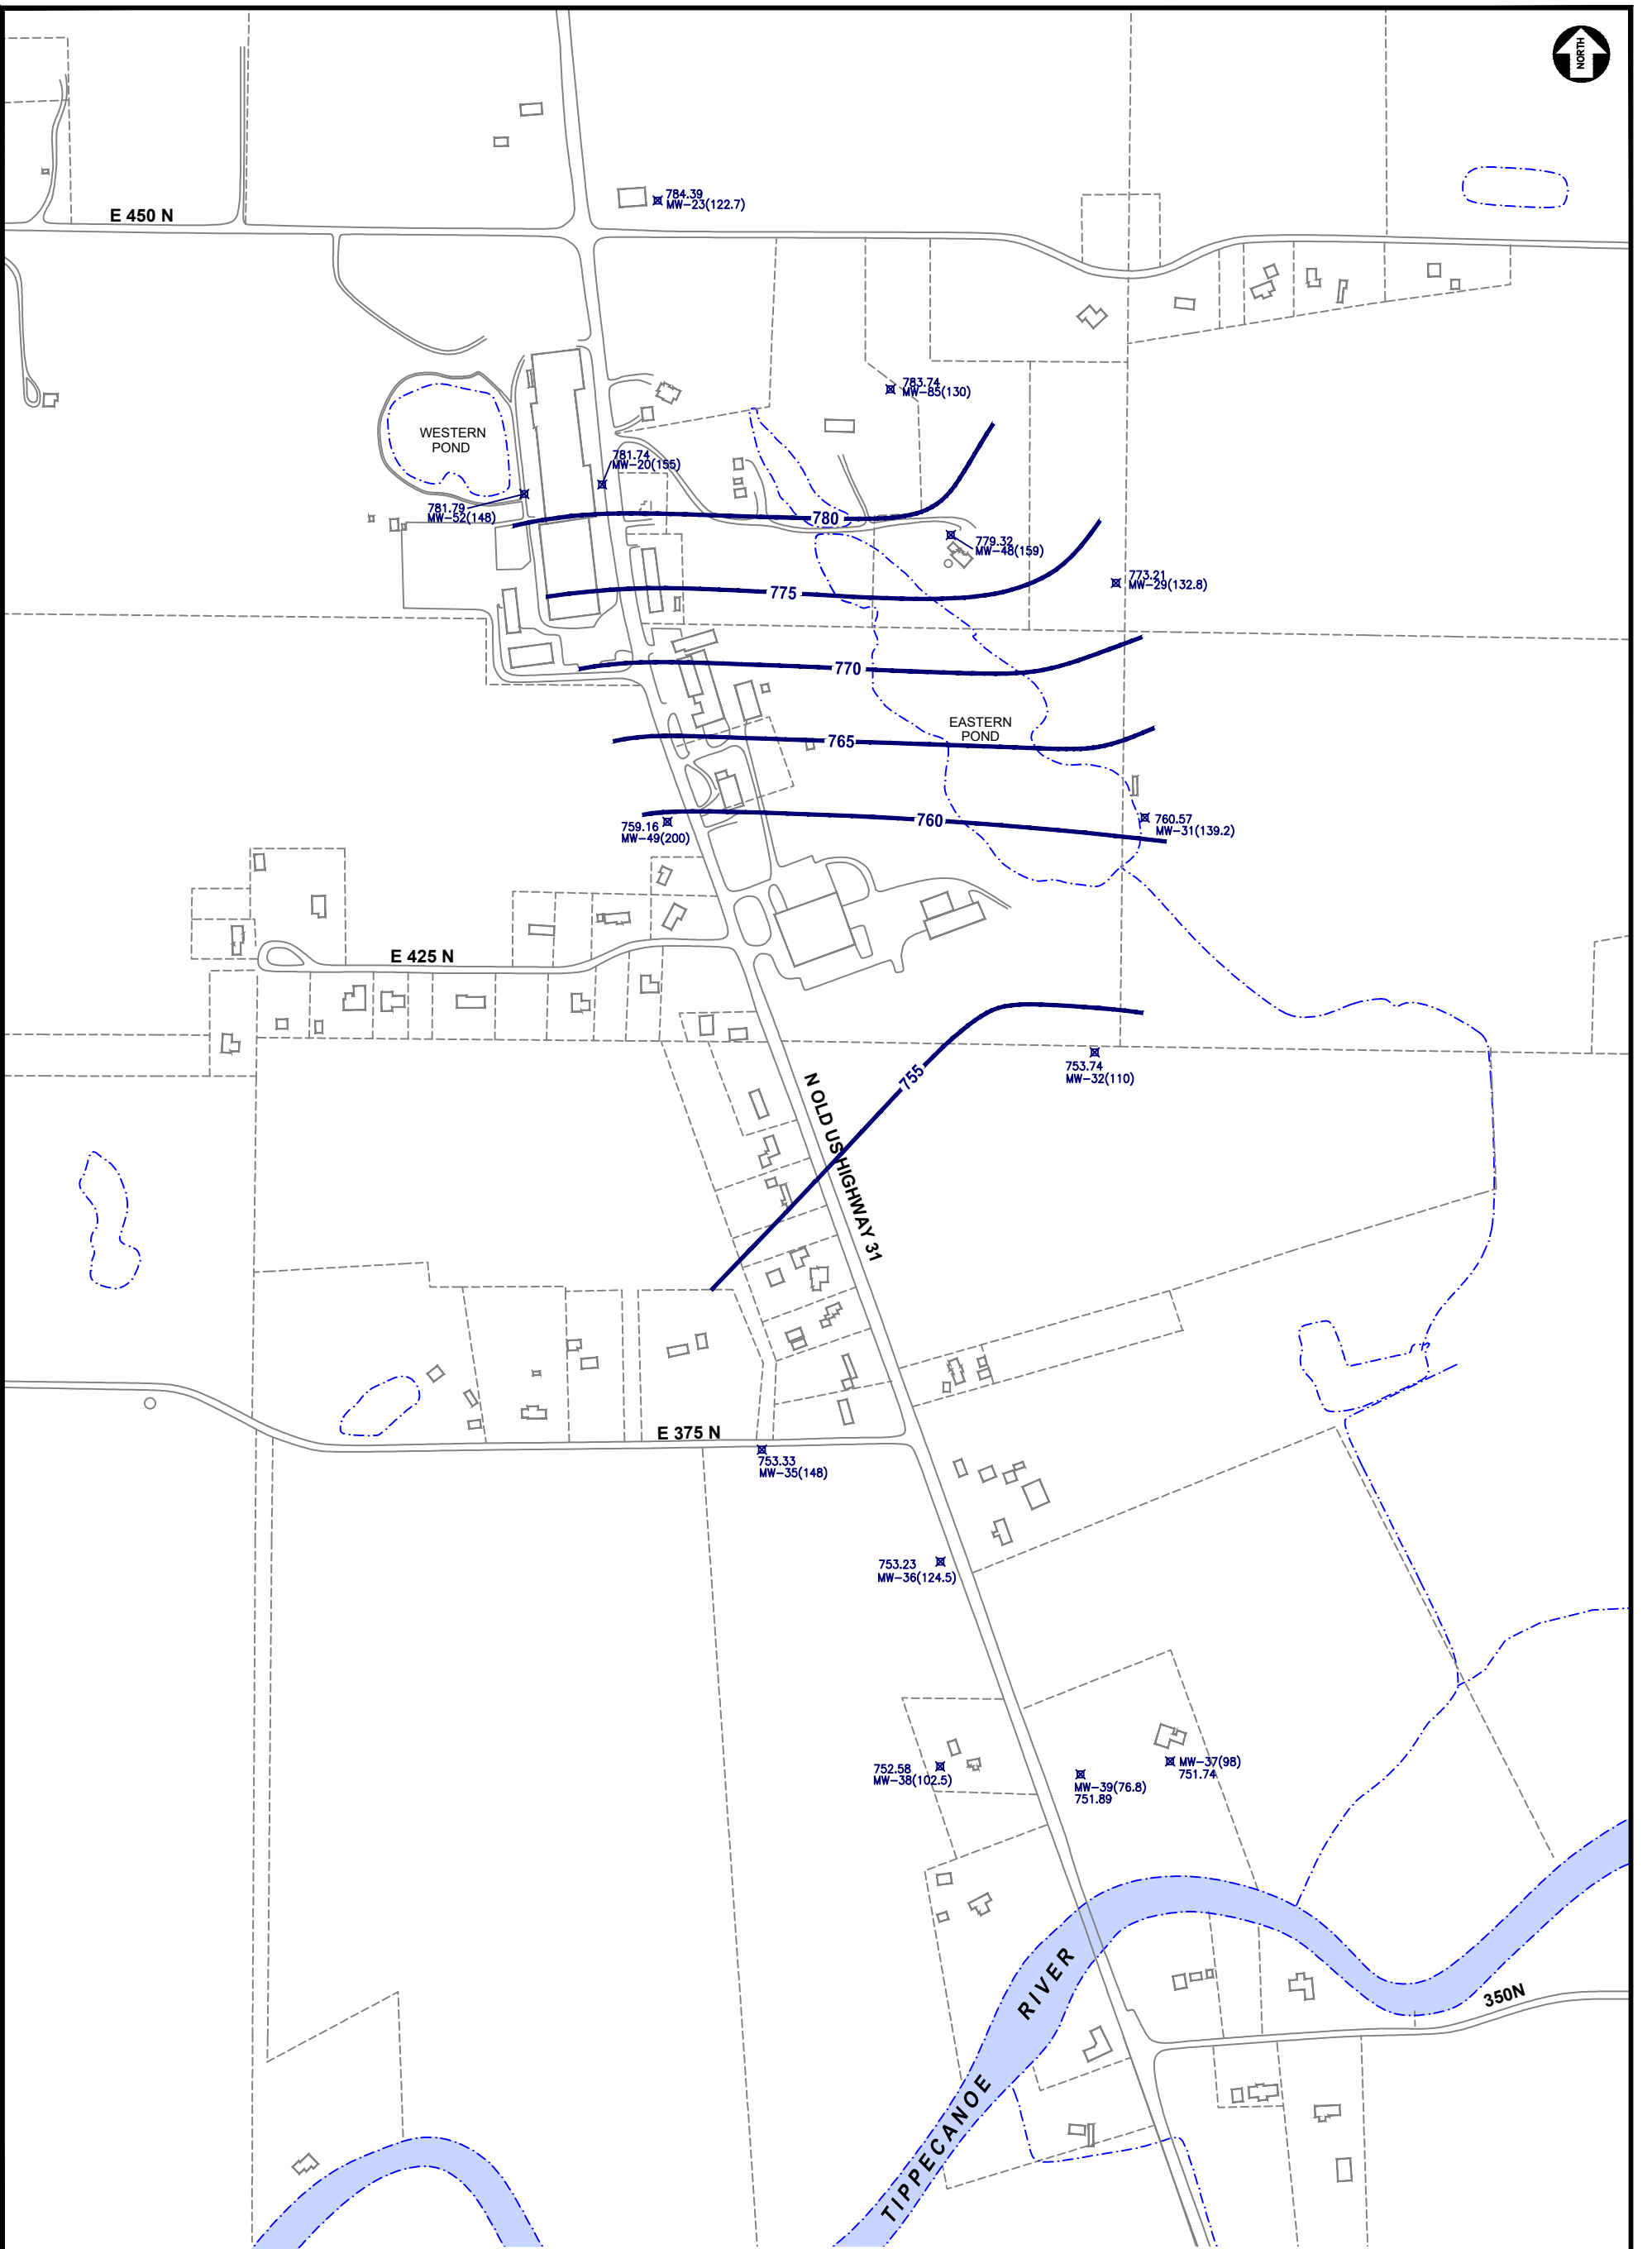 NORTH
784.39
MW-23(122.7)
E 450 N
783.74
MW-85(130)
WESTERN
POND
781.74
MW-20(155)
781.79
MW-52(148)
780
779.32
MW-48(159)
773.21
MW-29(132.8)
775
770
EASTERN
POND
765
760
760.57
MW-31(139.2)
759.16
MW-49(200)
E 425 N
753.74
MW-32(110)
755
N OLD US HIGHWAY 31
E 375 N
753.33
MW-35(148)
753.23
MW-36(124.5)
752.58
MW-38(102.5)
MW-37(98)
751.74
MW-39(76.8)
751.89
350N
TIPPECANOE RIVER